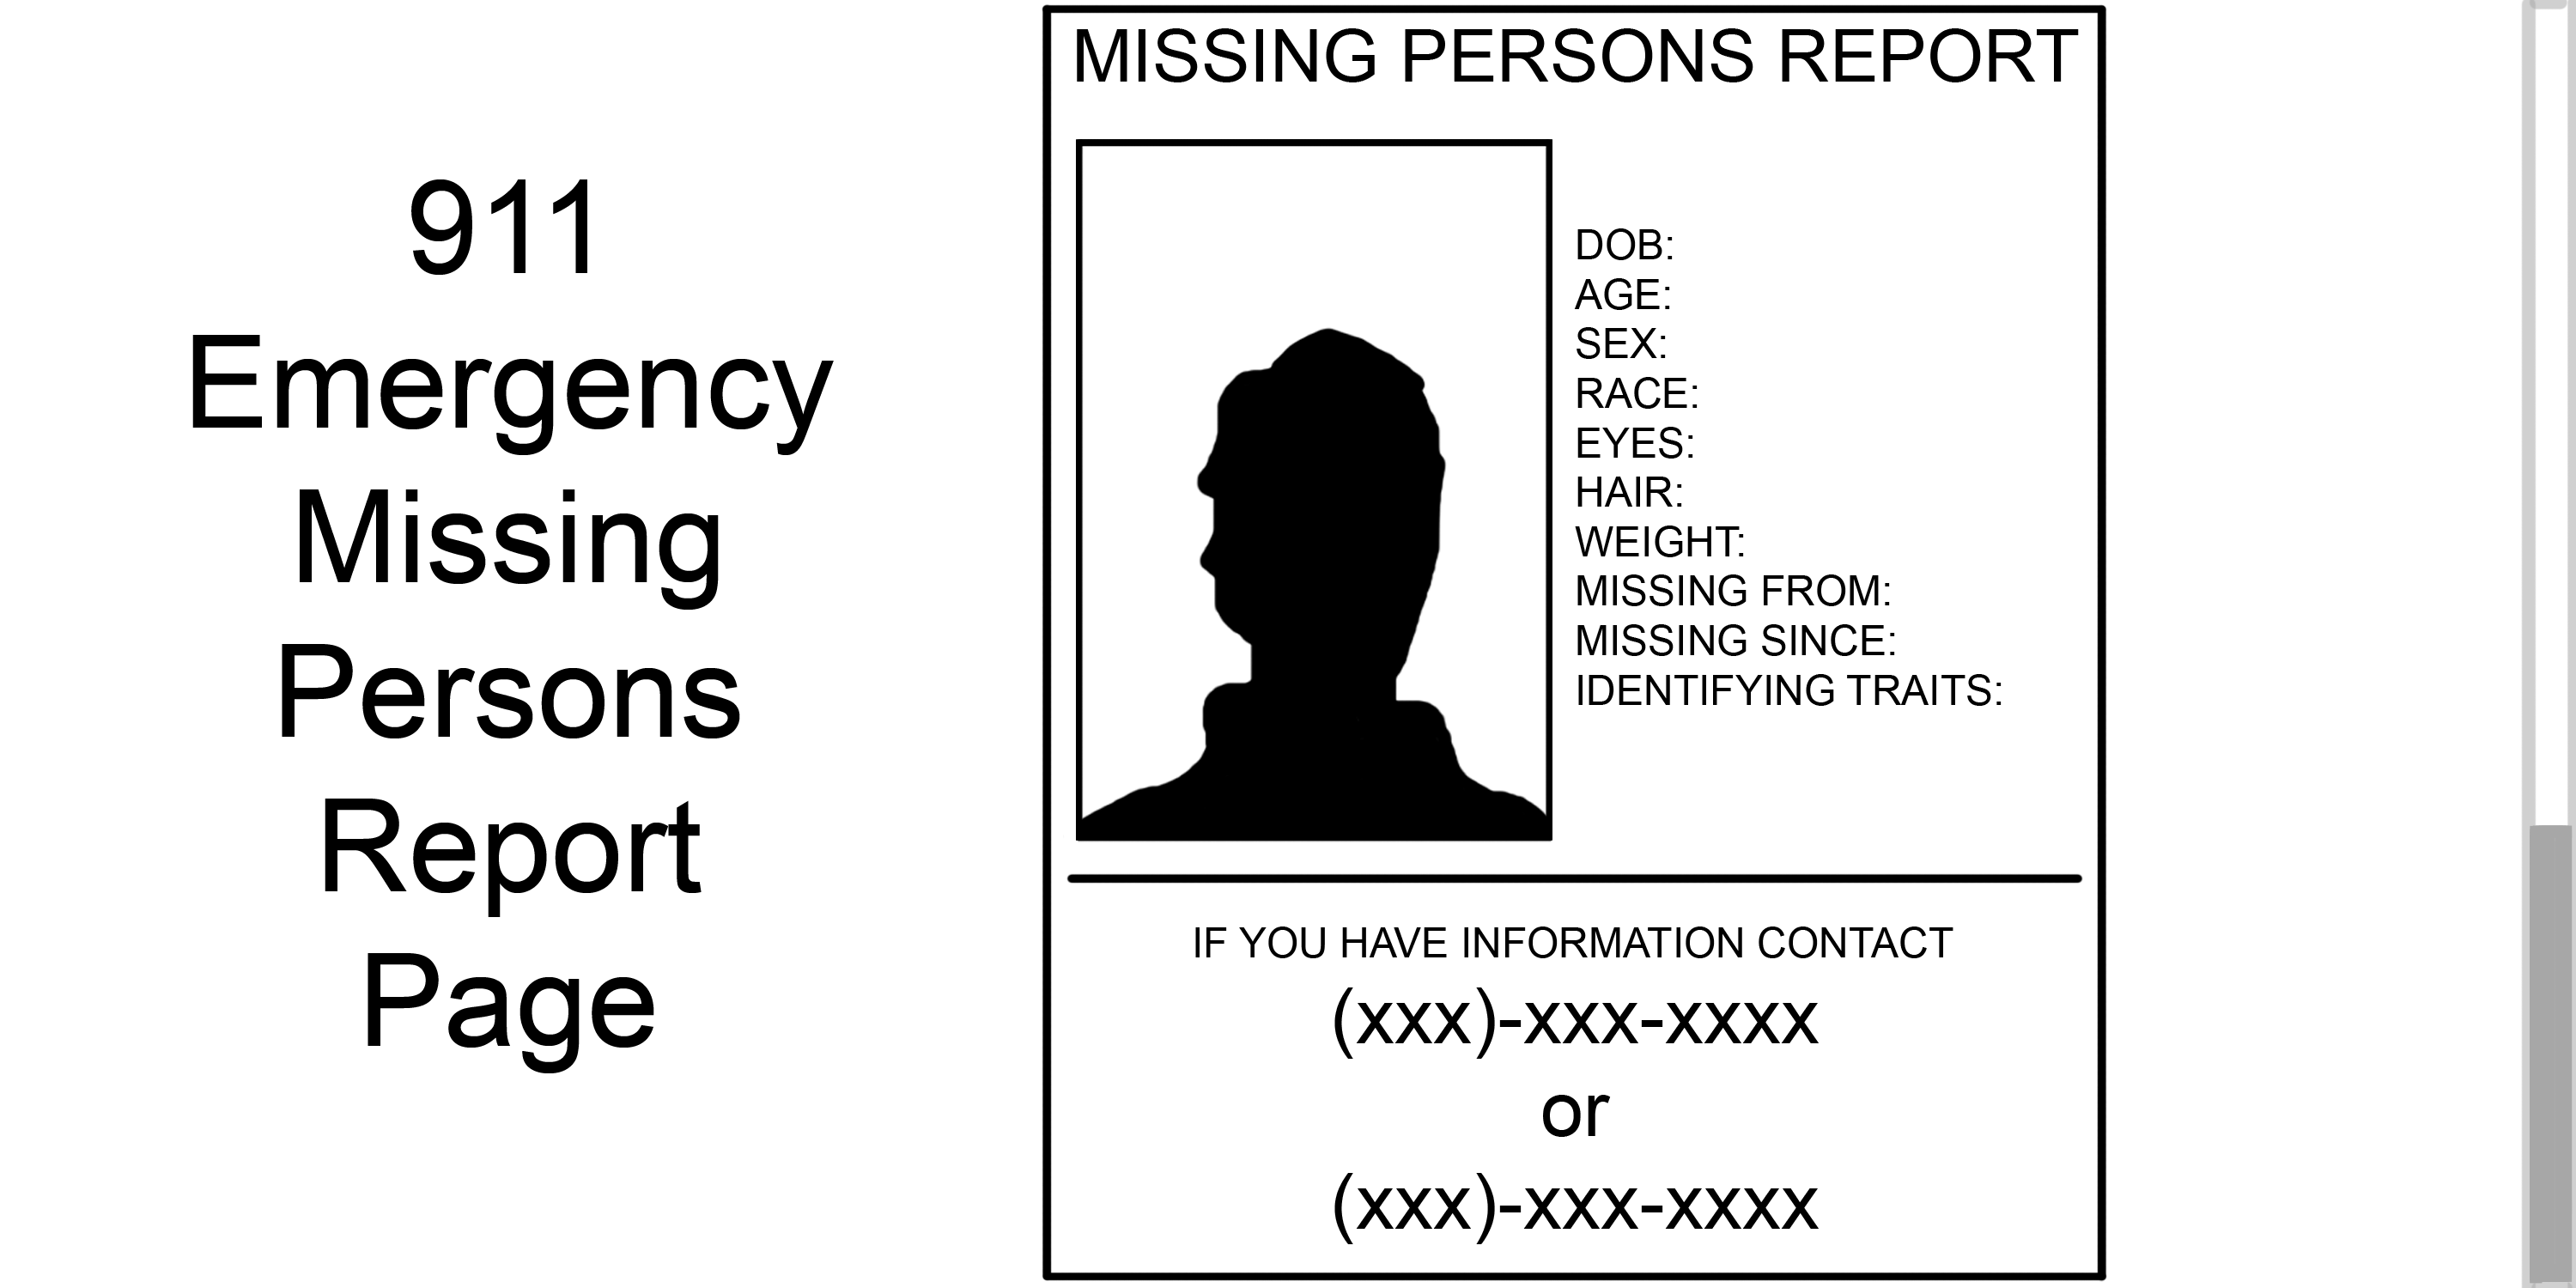 911
Emergency
Missing
Persons
Report
Page
MISSING PERSONS REPORT
DOB:
AGE:
SEX:
RACE:
EYES:
HAIR:
WEIGHT:
MISSING FROM:
MISSING SINCE:
IDENTIFYING TRAITS:
IF YOU HAVE INFORMATION CONTACT
(xxx)-xxx-xxxx
or
(xxx)-xxx-xxxx